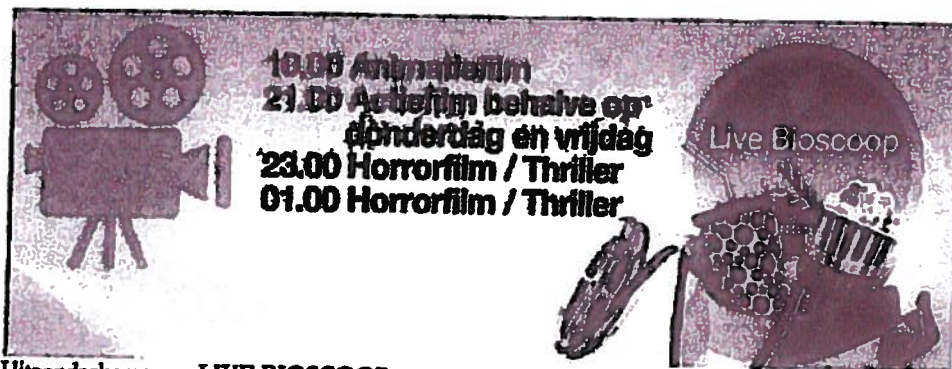 10.00 Animatiefilm
21.00 Actiefilm behalve op
donderdag en vrijdag
23.00 Horrorfilm / Thriller
01.00 Horrorfilm / Thriller
Live Bioscoop
LIVE BIOSCOOP